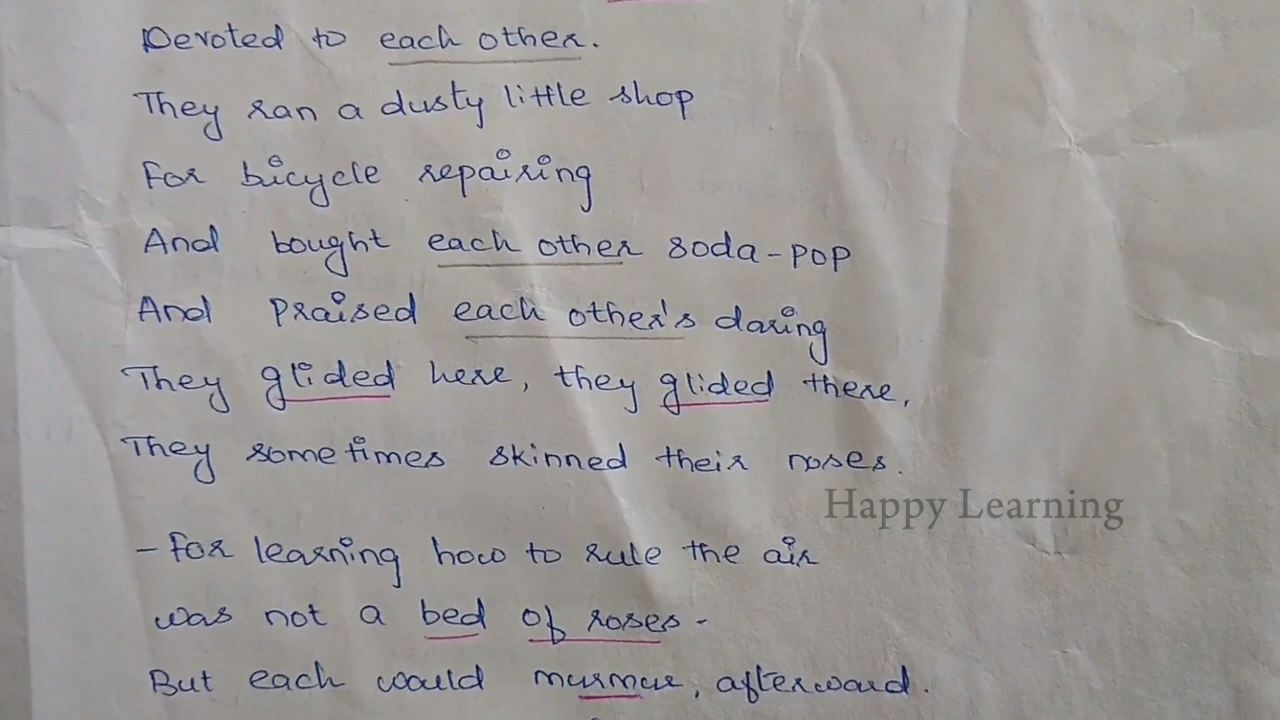 Devoted to each other.
They ran a dusty little shop
For bicycle repairing
And bought each other soda-pop
And praised each other's daring
They glided here, they glided there,
They sometimes skinned their noses.
Happy Learning
- For learning how to rule the air
was not a bed of roses -
But each would murmur, afterward.